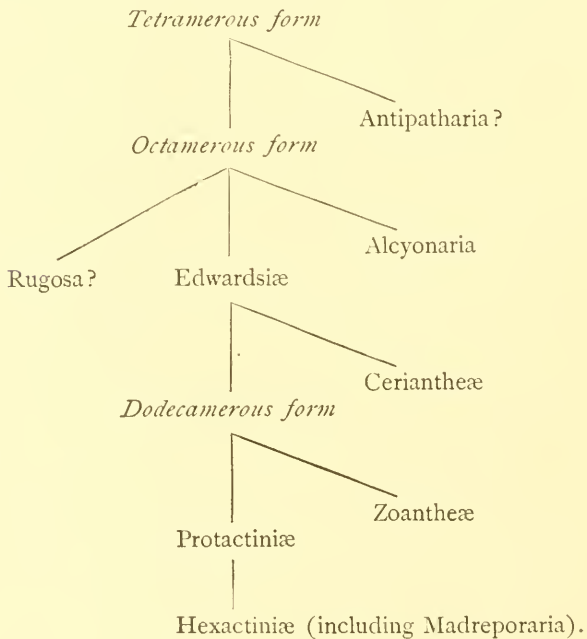 Tetramerous form
Antipatharia?
Octamerous form
Alcyonaria
Rugosa? Edwardsiæ
Ceriantheæ
Dodecamerous form
Zoantheæ
Protactiniæ
Hexactiniæ (including Madreporaria).